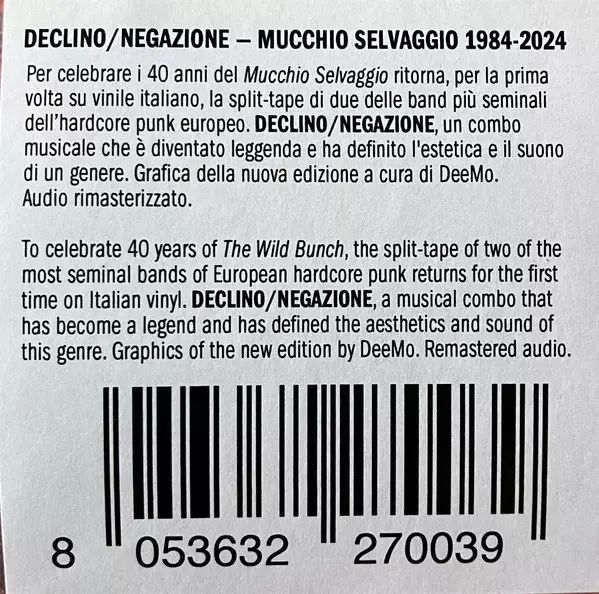 DECLINO/NEGAZIONE – MUCCHIO SELVAGGIO 1984-2024
Per celebrare i 40 anni del Mucchio Selvaggio ritorna, per la prima
volta su vinile italiano, la split-tape di due delle band più seminali
dell'hardcore punk europeo. DECLINO/NEGAZIONE, un combo
musicale che è diventato leggenda e ha definito l'estetica e il suono
di un genere. Grafica della nuova edizione a cura di DeeMo.
Audio rimasterizzato.
To celebrate 40 years of The Wild Bunch, the split-tape of two of the
most seminal bands of European hardcore punk returns for the first
time on Italian vinyl. DECLINO/NEGAZIONE, a musical combo that
has become a legend and has defined the aesthetics and sound of
this genre. Graphics of the new edition by DeeMo. Remastered audio.
8 053632 270039